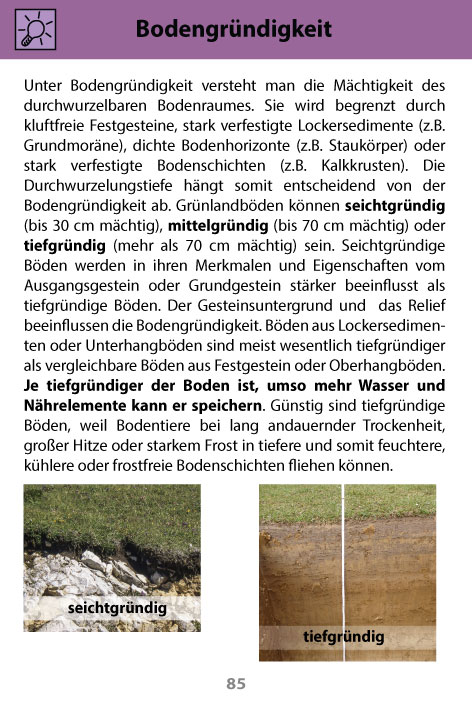 Bodengründigkeit
Unter Bodengründigkeit versteht man die Mächtigkeit des
durchwurzelbaren Bodenraumes. Sie wird begrenzt durch
kluftfreie Festgesteine, stark verfestigte Lockersedimente (z.B.
Grundmoräne), dichte Bodenhorizonte (z.B. Staukörper) oder
stark verfestigte Bodenschichten (z.B. Kalkkrusten). Die
Durchwurzelungstiefe hängt somit entscheidend von der
Bodengründigkeit ab. Grünlandböden können seichtgründig
(bis 30 cm mächtig), mittelgründig (bis 70 cm mächtig) oder
tiefgründig (mehr als 70 cm mächtig) sein. Seichtgründige
Böden werden in ihren Merkmalen und Eigenschaften vom
Ausgangsgestein oder Grundgestein stärker beeinflusst als
tiefgründige Böden. Der Gesteinsuntergrund und das Relief
beeinflussen die Bodengründigkeit. Böden aus Lockersedimen-
ten oder Unterhangböden sind meist wesentlich tiefgründiger
als vergleichbare Böden aus Festgestein oder Oberhangböden.
Je tiefgründiger der Boden ist, umso mehr Wasser und
Nährelemente kann er speichern. Günstig sind tiefgründige
Böden, weil Bodentiere bei lang andauernder Trockenheit,
großer Hitze oder starkem Frost in tiefere und somit feuchtere,
kühlere oder frostfreie Bodenschichten fliehen können.
seichtgründig
tiefgründig
85